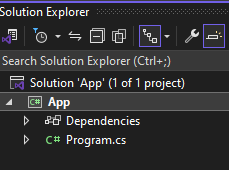 Solution Explorer
Search Solution Explorer (Ctrl+;)
Solution 'App' (1 of 1 project)
C# App
Dependencies
C# Program.cs